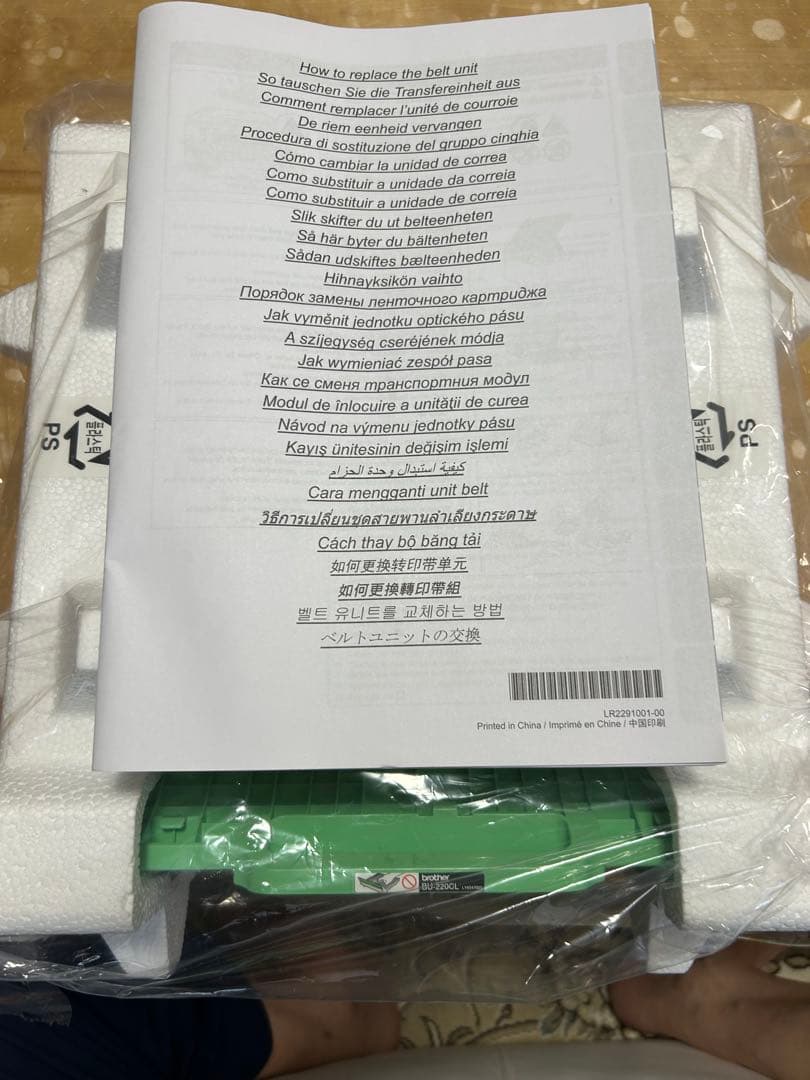 How to replace the belt unit
So tauschen Sie die Transfereinheit aus
Comment remplacer l'unité de courroie
De riem eenheid vervangen
Procedura di sostituzione del gruppo cinghia
Cómo cambiar la unidad de correa
Como substituir a unidade da correia
Como substituir a unidade de correia
Slik skifter du ut belteenheten
Så här byter du bältenheten
Sådan udskiftes bælteenheden
Hihnayksikön vaihto
Порядок замены ленточного картриджа
Jak vyměnit jednotku optického pásu
A szíjegység cseréjének módja
Jak wymieniać zespół pasa
Как се сменя транспортния модул
Modul de înlocuire a unităţii de curea
Návod na výmenu jednotky pásu
Kayış ünitesinin değişim işlemi
كيفية استبدال وحدة الحزام
Cara mengganti unit belt
วิธีการเปลี่ยนชุดสายพานลำเลียงกระดาษ
Cách thay bộ băng tải
如何更换转印带单元
如何更換轉印帶組
벨트 유니트를 교체하는 방법
ベルトユニットの交換
LR2291001-00
Printed in China / Imprimé en Chine / 中国印刷
플라스틱
PS
PS
brother
BU-220CL